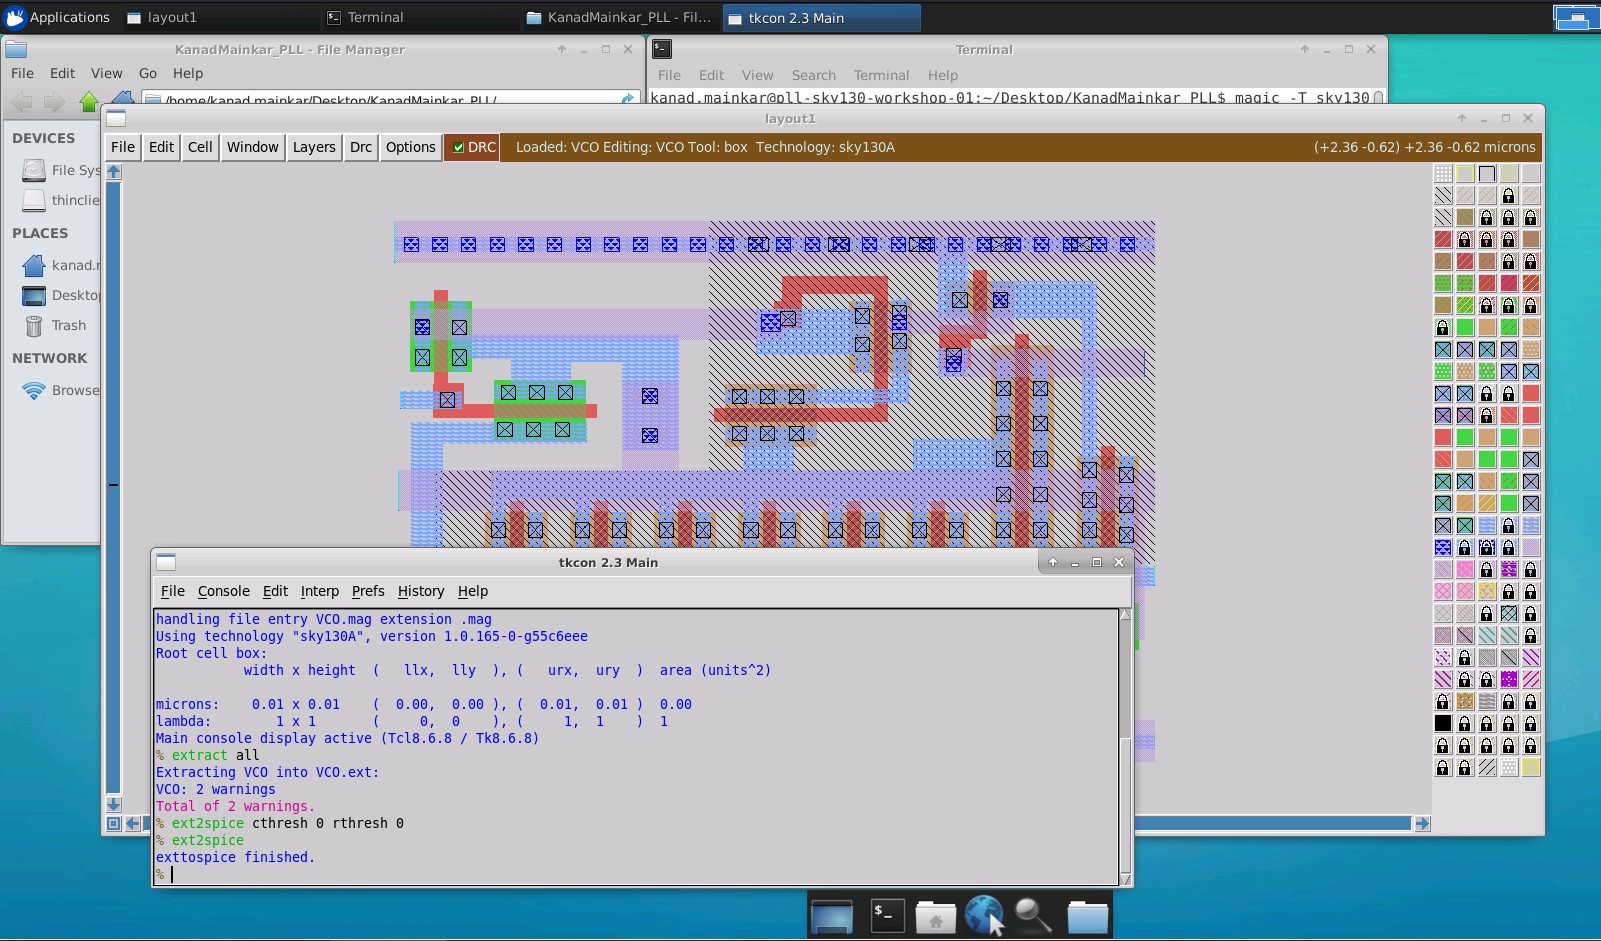 Applications layout1 Terminal KanadMainkar_PLL - Fil... tkcon 2.3 Main
KanadMainkar_PLL - File Manager
File Edit View Go Help
/home/kanad.mainkar/Desktop/KanadMainkar_PLL/
DEVICES
File Sys
thinclie
PLACES
kanad.r
Deskto
Trash
NETWORK
Browse
Terminal
File Edit View Search Terminal Help
kanad.mainkar@pll-sky130-workshop-01:~/Desktop/KanadMainkar_PLL$ magic -T sky130
layout1
File Edit Cell Window Layers Drc Options DRC Loaded: VCO Editing: VCO Tool: box Technology: sky130A (+2.36 -0.62) +2.36 -0.62 microns
tkcon 2.3 Main
File Console Edit Interp Prefs History Help
handling file entry VCO.mag extension .mag
Using technology "sky130A", version 1.0.165-0-g55c6eee
Root cell box:
width x height ( llx, lly ), ( urx, ury ) area (units^2)
microns: 0.01 x 0.01 ( 0.00, 0.00 ), ( 0.01, 0.01 ) 0.00
lambda: 1 x 1 ( 0, 0 ), ( 1, 1 ) 1
Main console display active (Tcl8.6.8 / Tk8.6.8)
% extract all
Extracting VCO into VCO.ext:
VCO: 2 warnings
Total of 2 warnings.
% ext2spice cthresh 0 rthresh 0
% ext2spice
exttospice finished.
%